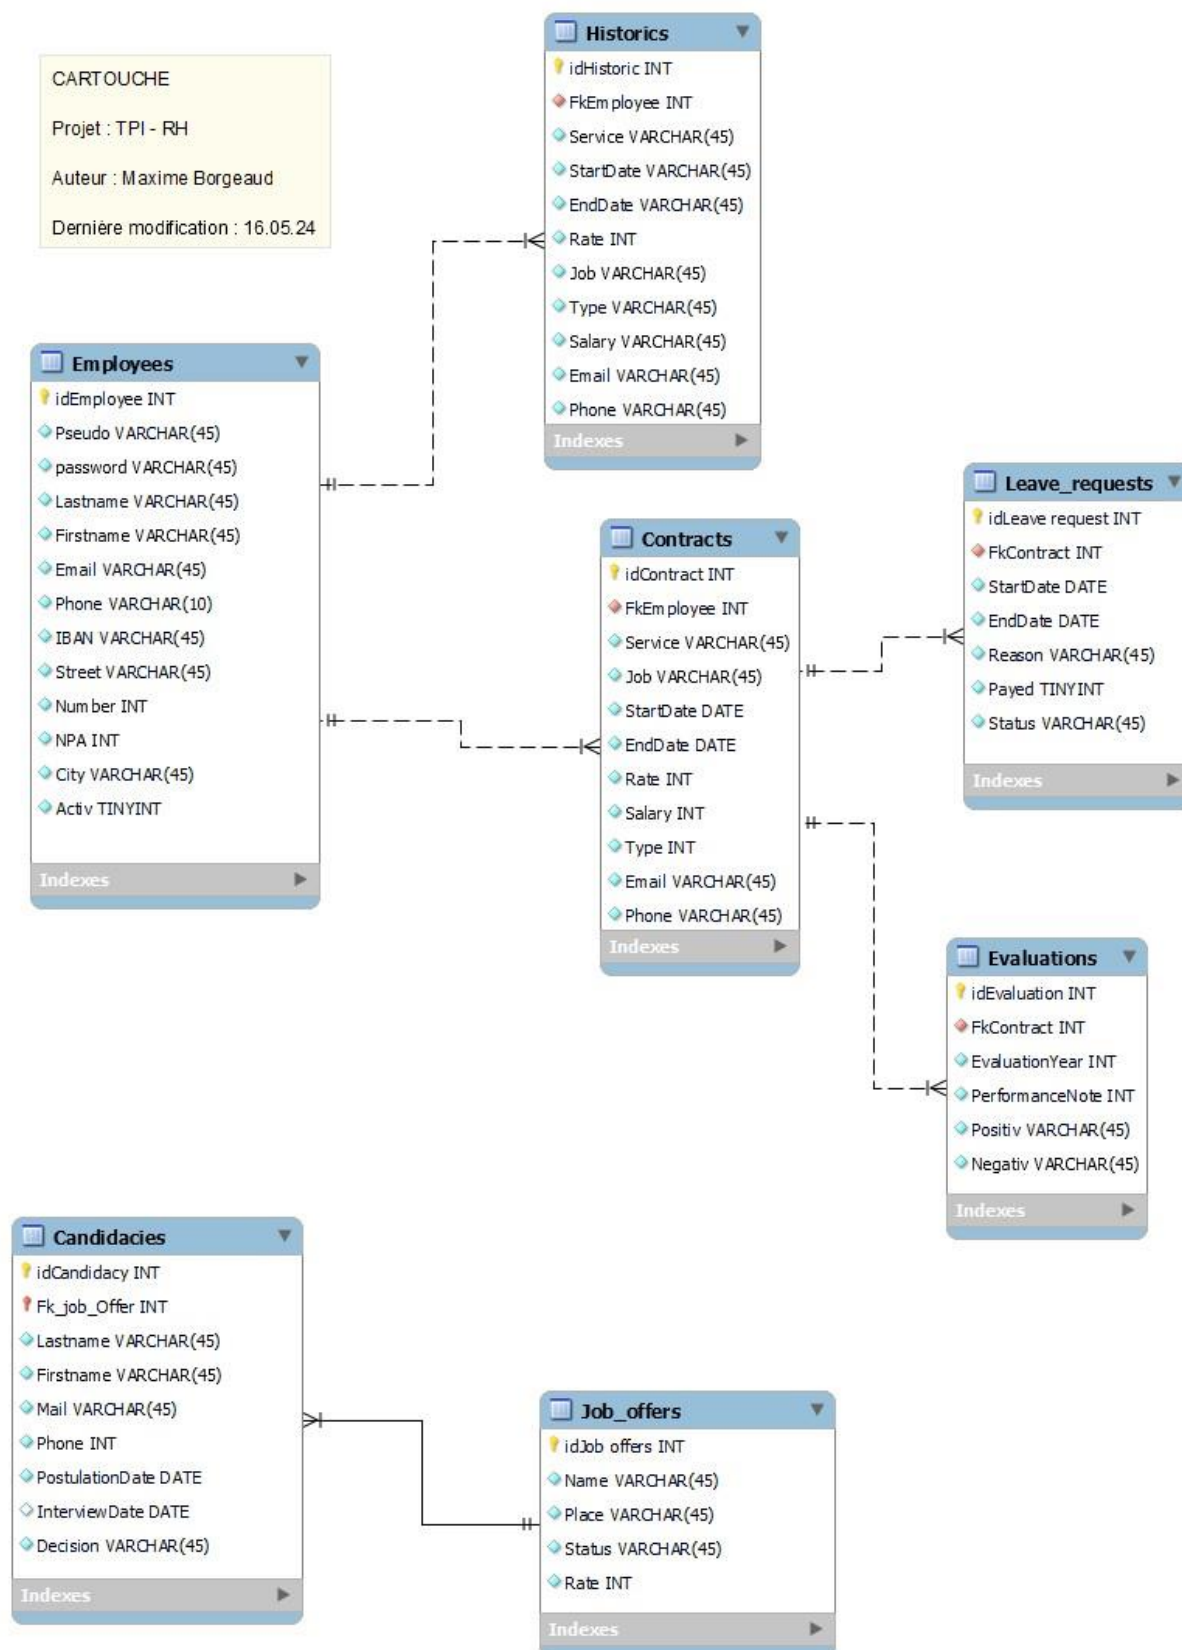 CARTOUCHE
Projet : TPI - RH
Auteur : Maxime Borgeaud
Dernière modification : 16.05.24
Historics
idHistoric INT
FkEmployee INT
Service VARCHAR(45)
StartDate VARCHAR(45)
EndDate VARCHAR(45)
Rate INT
Job VARCHAR(45)
Type VARCHAR(45)
Salary VARCHAR(45)
Email VARCHAR(45)
Phone VARCHAR(45)
Indexes
Employees
idEmployee INT
Pseudo VARCHAR(45)
password VARCHAR(45)
Lastname VARCHAR(45)
Firstname VARCHAR(45)
Email VARCHAR(45)
Phone VARCHAR(10)
IBAN VARCHAR(45)
Street VARCHAR(45)
Number INT
NPA INT
City VARCHAR(45)
Activ TINYINT
Indexes
Contracts
idContract INT
FkEmployee INT
Service VARCHAR(45)
Job VARCHAR(45)
StartDate DATE
EndDate DATE
Rate INT
Salary INT
Type INT
Email VARCHAR(45)
Phone VARCHAR(45)
Indexes
Leave_requests
idLeave request INT
FkContract INT
StartDate DATE
EndDate DATE
Reason VARCHAR(45)
Payed TINYINT
Status VARCHAR(45)
Indexes
Evaluations
idEvaluation INT
FkContract INT
EvaluationYear INT
PerformanceNote INT
Positiv VARCHAR(45)
Negativ VARCHAR(45)
Indexes
Candidacies
idCandidacy INT
Fk_job_Offer INT
Lastname VARCHAR(45)
Firstname VARCHAR(45)
Mail VARCHAR(45)
Phone INT
PostulationDate DATE
InterviewDate DATE
Decision VARCHAR(45)
Indexes
Job_offers
idJob offers INT
Name VARCHAR(45)
Place VARCHAR(45)
Status VARCHAR(45)
Rate INT
Indexes